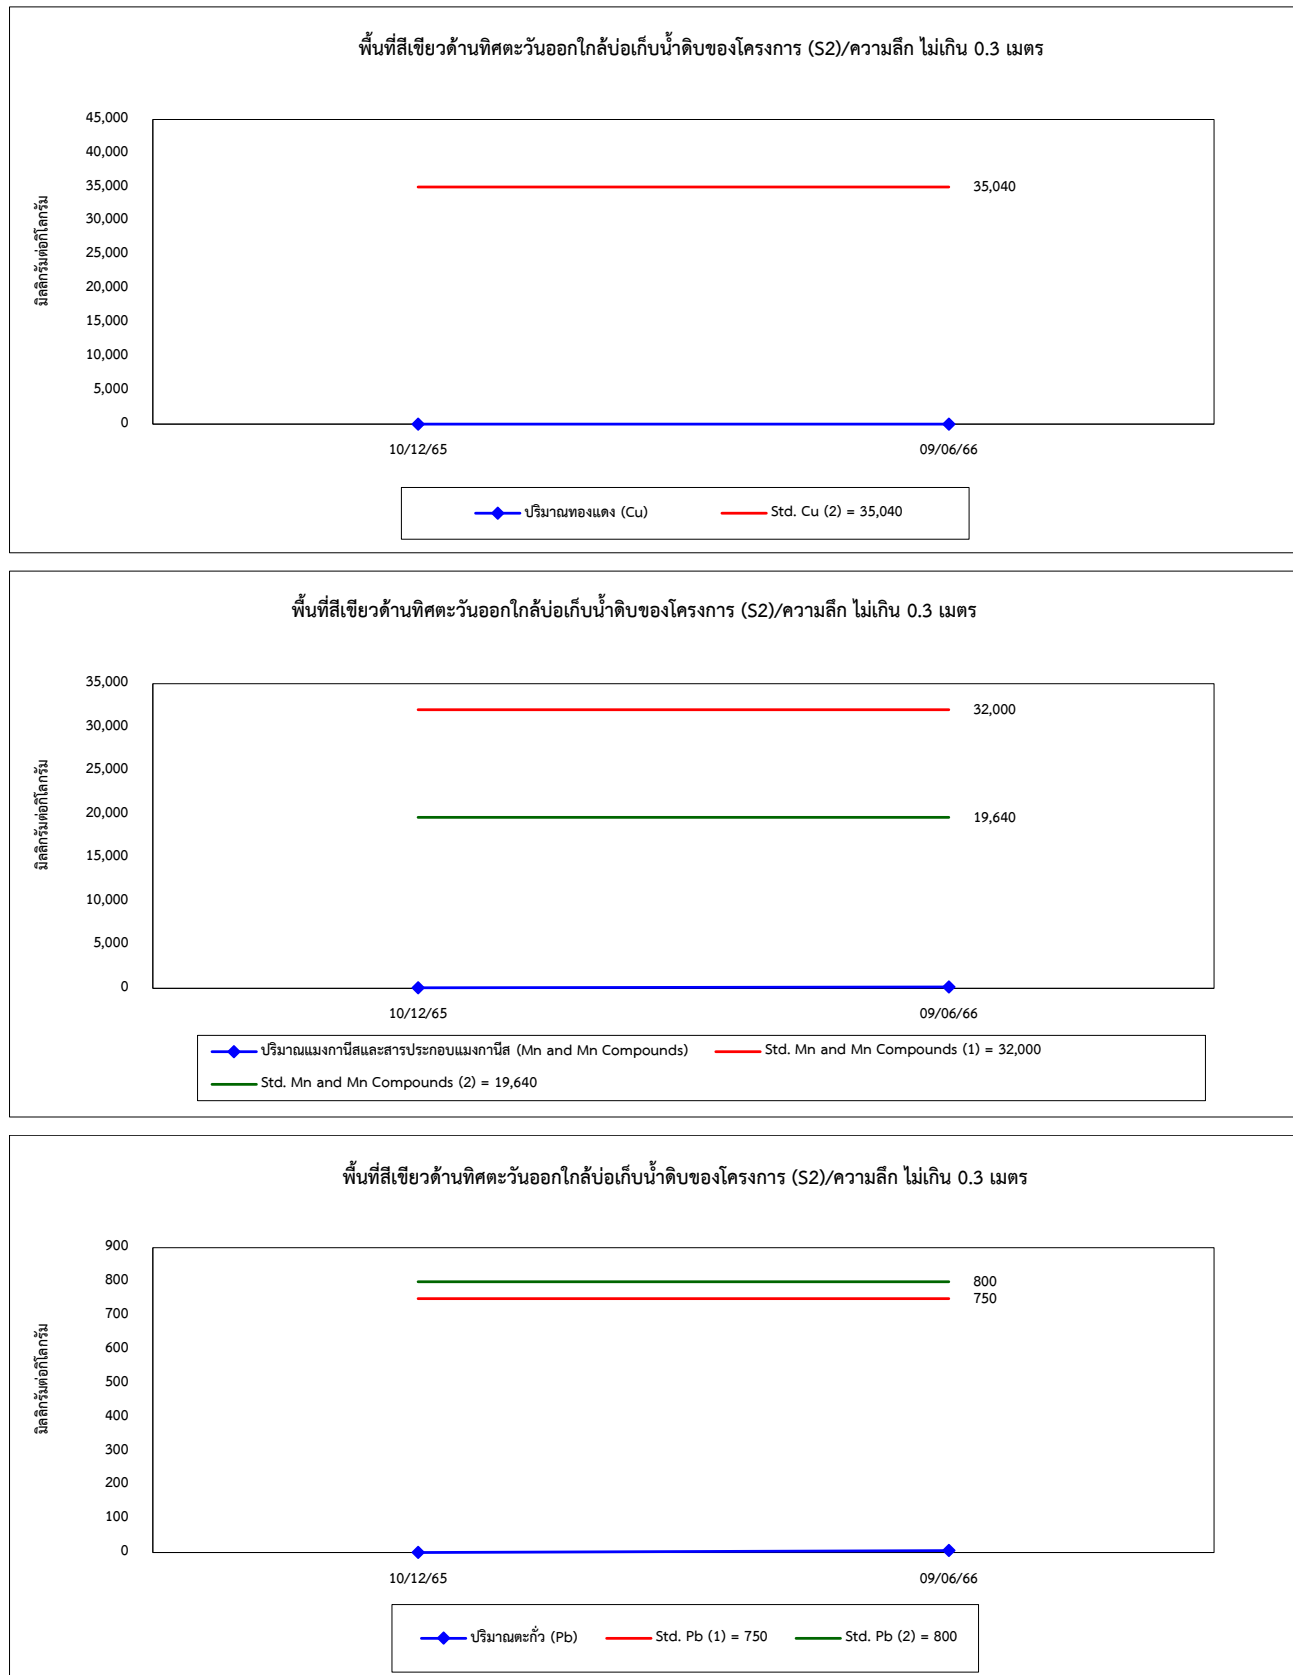 พื้นที่สีเขียวด้านทิศตะวันออกใกล้บ่อเก็บน้ำดิบของโครงการ (S2)/ความลึก ไม่เกิน 0.3 เมตร
มิลลิกรัมต่อกิโลกรัม
45,000
40,000
35,000
30,000
25,000
20,000
15,000
10,000
5,000
0
35,040
10/12/65
09/06/66
ปริมาณทองแดง (Cu)
Std. Cu (2) = 35,040
พื้นที่สีเขียวด้านทิศตะวันออกใกล้บ่อเก็บน้ำดิบของโครงการ (S2)/ความลึก ไม่เกิน 0.3 เมตร
มิลลิกรัมต่อกิโลกรัม
35,000
30,000
25,000
20,000
15,000
10,000
5,000
0
32,000
19,640
10/12/65
09/06/66
ปริมาณแมงกานีสและสารประกอบแมงกานีส (Mn and Mn Compounds)
Std. Mn and Mn Compounds (1) = 32,000
Std. Mn and Mn Compounds (2) = 19,640
พื้นที่สีเขียวด้านทิศตะวันออกใกล้บ่อเก็บน้ำดิบของโครงการ (S2)/ความลึก ไม่เกิน 0.3 เมตร
มิลลิกรัมต่อกิโลกรัม
900
800
700
600
500
400
300
200
100
0
800
750
10/12/65
09/06/66
ปริมาณตะกั่ว (Pb)
Std. Pb (1) = 750
Std. Pb (2) = 800